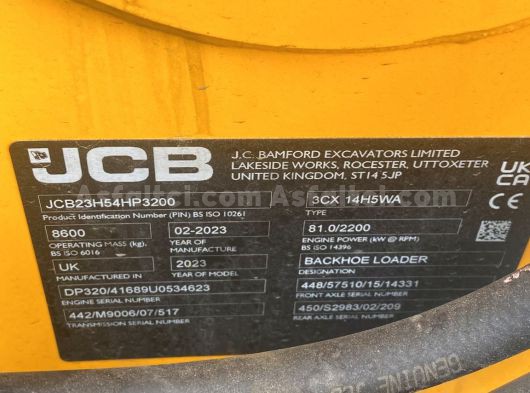 JCB
J.C. BAMFORD EXCAVATORS LIMITED
LAKESIDE WORKS, ROCESTER, UTTOXETER
UNITED KINGDOM, ST14 5JP
UK
CA
CE
JCB23H54HP3200
Product Identification Number (PIN) BS ISO 10261
3CX 14H5WA
TYPE
8600
OPERATING MASS (kg),
BS ISO 6016
02-2023
YEAR OF
MANUFACTURE
81.0/2200
ENGINE POWER (kW @ RPM)
BS ISO 14396
UK
MANUFACTURE
2023
YEAR OF MODEL
BACKHOE LOADER
DESIGNATION
DP320/41689U0534623
ENGINE SERIAL NUMBER
448/57510/15/14331
FRONT AXLE SERIAL NUMBER
442/M9006/07/517
TRANSMISSION SERIAL NUMBER
450/S2983/02/209
REAR AXLE SERIAL NUMBER
GENUINE JCB